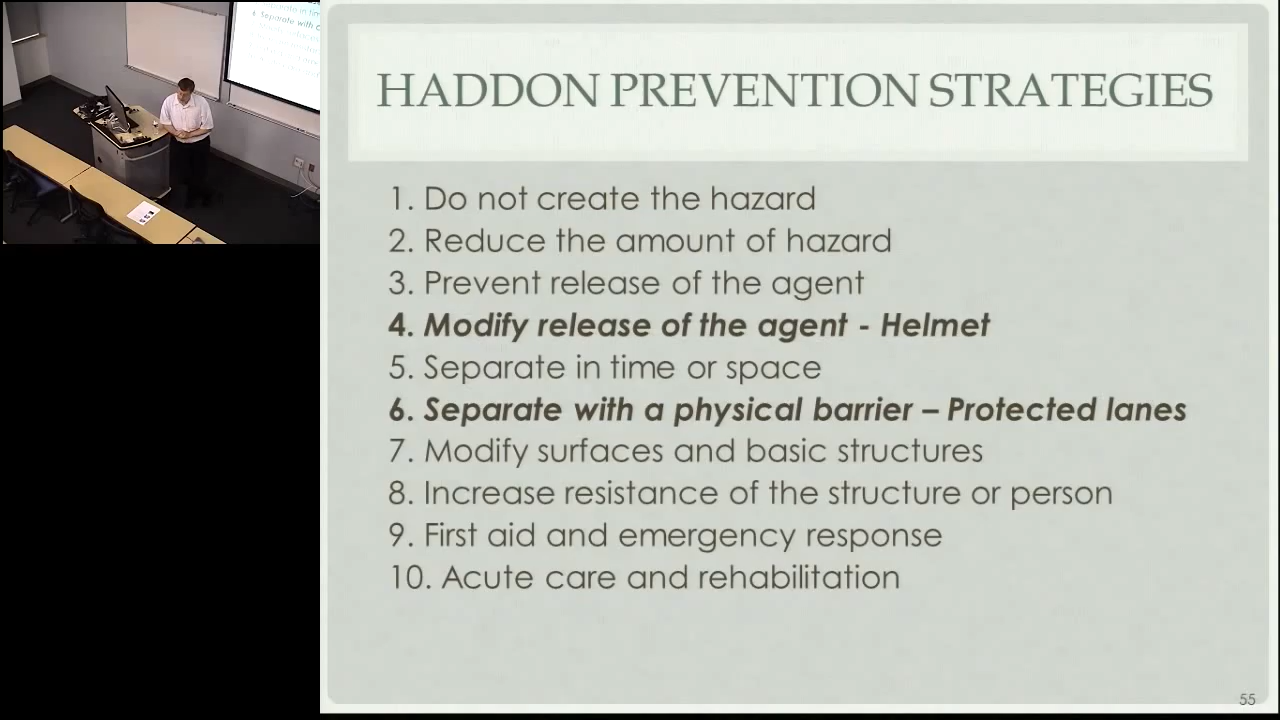 HADDON PREVENTION STRATEGIES
1. Do not create the hazard
2. Reduce the amount of hazard
3. Prevent release of the agent
4. Modify release of the agent - Helmet
5. Separate in time or space
6. Separate with a physical barrier – Protected lanes
7. Modify surfaces and basic structures
8. Increase resistance of the structure or person
9. First aid and emergency response
10. Acute care and rehabilitation
55